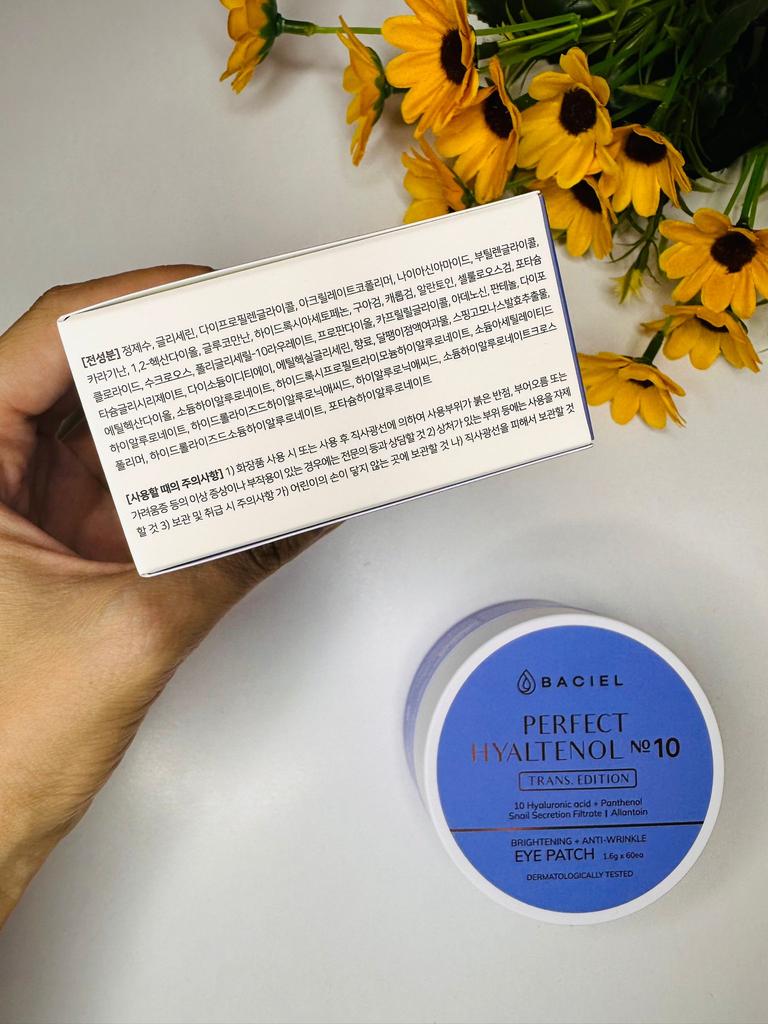 [전성분] 정제수, 글리세린, 다이프로필렌글라이콜, 아크릴레이트코폴리머, 나이아신아마이드, 부틸렌글라이콜,
카라기난, 1,2-헥산다이올, 글루코만난, 하이드록시아세토페논, 구아검, 캐롭검, 알란토인, 셀룰로오스검, 포타슘
클로라이드, 수크로오스, 폴리글리세릴-10라우레이트, 프로판다이올, 카프릴릴글라이콜, 아데노신, 판테놀, 다이포
타슘글리시리제이트, 다이소듐이디티에이, 에틸헥실글리세린, 향료, 달팽이점액여과물, 스핑고모나스발효추출물,
에틸헥산다이올, 소듐하이알루로네이트, 하이드록시프로필트라이모늄하이알루로네이트, 소듐아세틸레이티드
하이알루로네이트, 하이드롤라이즈드하이알루로닉애씨드, 하이알루로닉애씨드, 소듐하이알루로네이트크로스
폴리머, 하이드롤라이즈드소듐하이알루로네이트, 포타슘하이알루로네이트
[사용할 때의 주의사항] 1) 화장품 사용 시 또는 사용 후 직사광선에 의하여 사용부위가 붉은 반점, 부어오름 또는
가려움증 등의 이상 증상이나 부작용이 있는 경우에는 전문의 등과 상담할 것 2) 상처가 있는 부위 등에는 사용을 자제
할 것 3) 보관 및 취급 시 주의사항 가) 어린이의 손이 닿지 않는 곳에 보관할 것 나) 직사광선을 피해서 보관할 것
BACIEL
PERFECT
HYALTENOL №10
TRANS. EDITION
10 Hyaluronic acid + Panthenol
Snail Secretion Filtrate | Allantoin
BRIGHTENING + ANTI-WRINKLE
EYE PATCH 1.6g x 60ea
DERMATOLOGICALLY TESTED